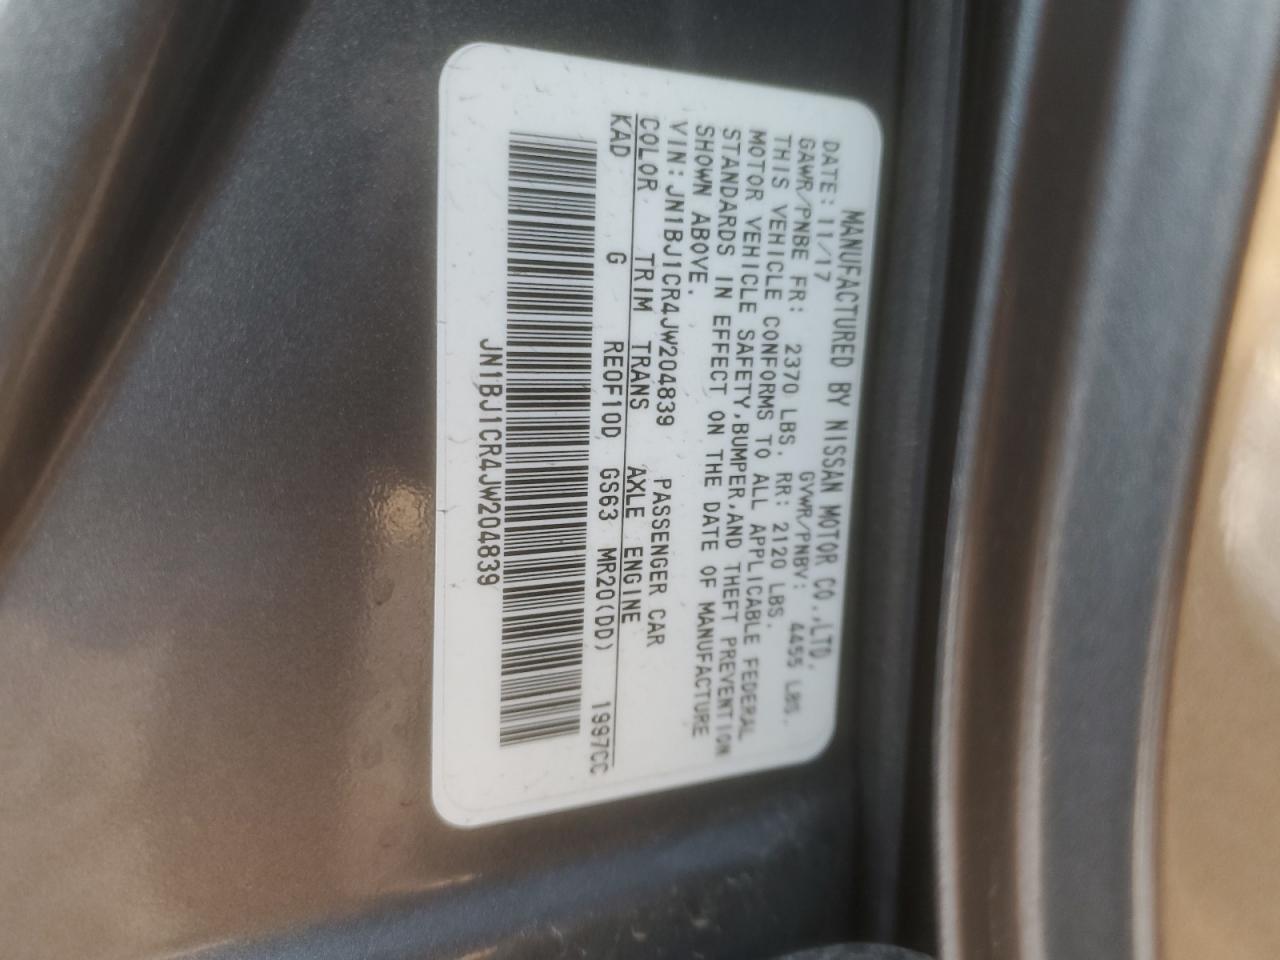 MANUFACTURED BY NISSAN MOTOR CO.,LTD.
DATE: 11/17 GVWR/PNBV: 4455 LBS.
GAWR/PNBE FR: 2370 LBS. RR: 2120 LBS.
THIS VEHICLE CONFORMS TO ALL APPLICABLE FEDERAL
MOTOR VEHICLE SAFETY,BUMPER,AND THEFT PREVENTION
STANDARDS IN EFFECT ON THE DATE OF MANUFACTURE
SHOWN ABOVE.
VIN: JN1BJ1CR4JW204839 PASSENGER CAR
COLOR TRIM TRANS AXLE ENGINE
KAD G RE0F10D GS63 MR20(DD) 1997CC
JN1BJ1CR4JW204839